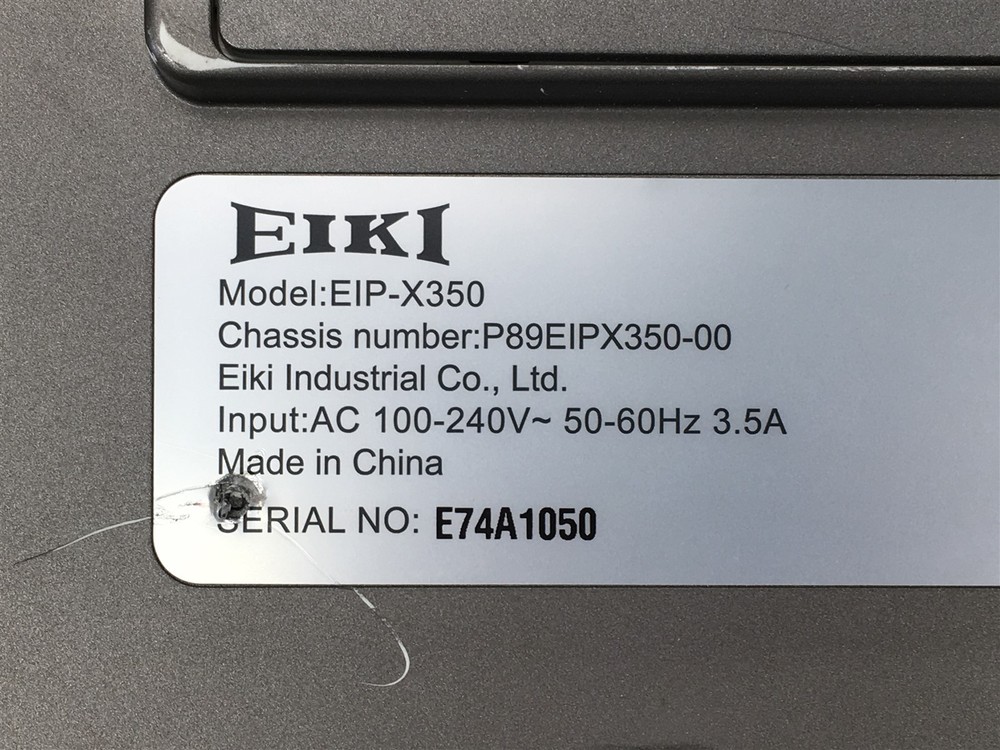 EIKI
Model:EIP-X350
Chassis number:P89EIPX350-00
Eiki Industrial Co., Ltd.
Input:AC 100-240V~ 50-60Hz 3.5A
Made in China
SERIAL NO: E74A1050